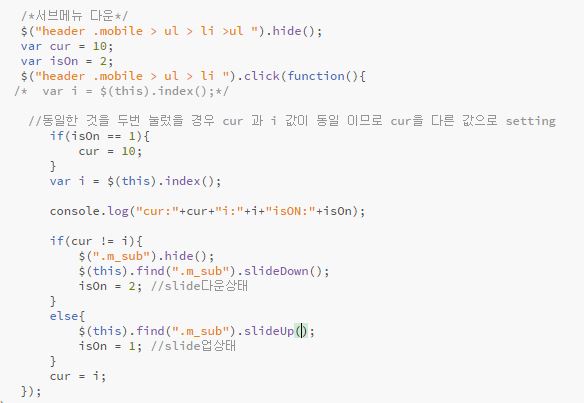 /*서브메뉴 다운*/
$("header .mobile > ul > li >ul ").hide();
var cur = 10;
var isOn = 2;
$("header .mobile > ul > li ").click(function(){
/*  var i = $(this).index();*/
//동일한 것을 두번 눌렀을 경우 cur 과 i 값이 동일 이므로 cur을 다른 값으로 setting
if(isOn == 1){
cur = 10;
}
var i = $(this).index();
console.log("cur:"+cur+"i:"+i+"isON:"+isOn);
if(cur != i){
$(".m_sub").hide();
$(this).find(".m_sub").slideDown();
isOn = 2; //slide다운상태
}
else{
$(this).find(".m_sub").slideUp();
isOn = 1; //slide업상태
}
cur = i;
});